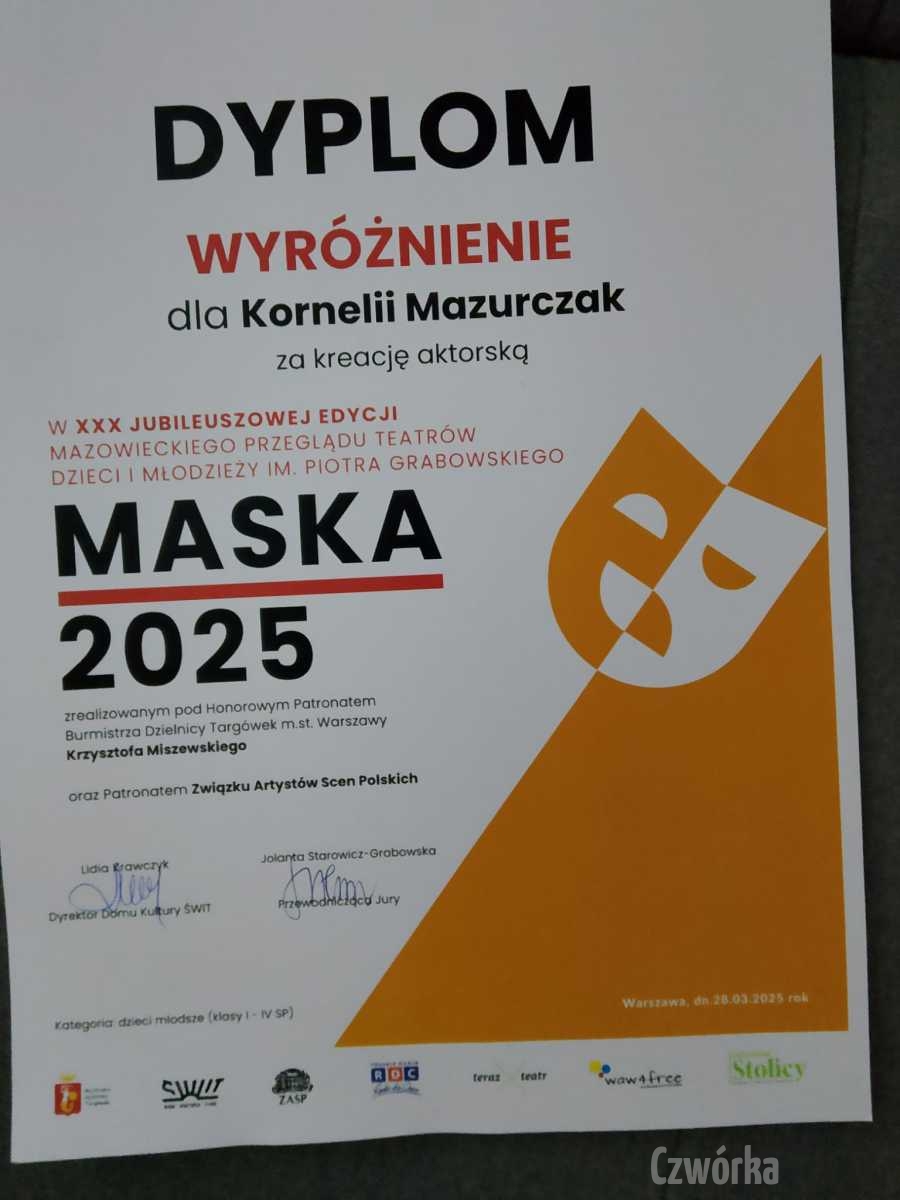 DYPLOM
WYRÓŻNIENIE
dla Kornelii Mazurczak
za kreację aktorską
W XXX JUBILEUSZOWEJ EDYCJI
MAZOWIECKIEGO PRZEGLĄDU TEATRÓW
DZIECI I MŁODZIEŻY IM. PIOTRA GRABOWSKIEGO
MASKA
2025
zrealizowanym pod Honorowym Patronatem
Burmistrza Dzielnicy Targówek m.st. Warszawy
Krzysztofa Miszewskiego
oraz Patronatem Związku Artystów Scen Polskich
Lidia Krawczyk
Dyrektor Domu Kultury ŚWIT
Jolanta Starowicz-Grabowska
Przewodnicząca Jury
Warszawa, dn.28.03.2025 rok
Kategoria: dzieci młodsze (klasy I - IV SP)
ŚWIT
ZASP
RDC
teraz teatr
waw4free
Stolicy
Czwórka